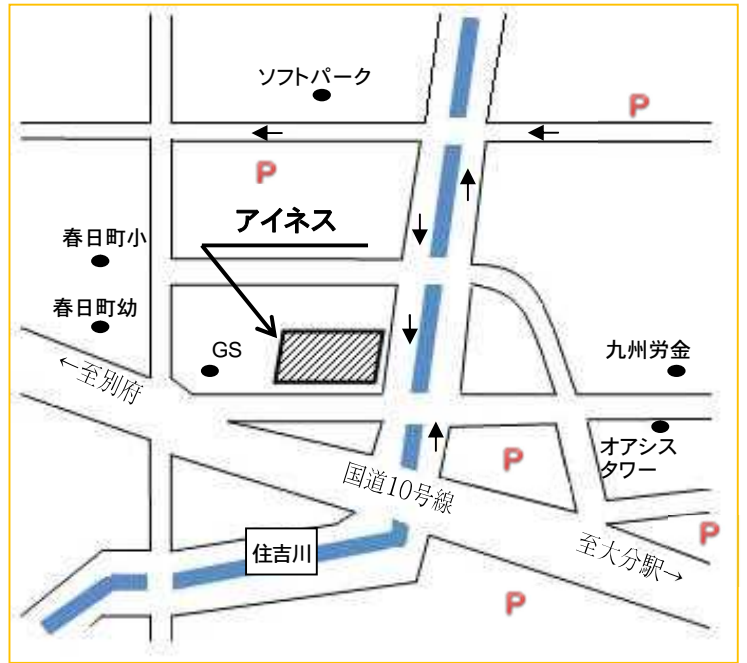 ソフトパーク
P
P
アイネス
春日町小
春日町幼
GS
九州労金
←至別府
オアシス
タワー
P
国道10号線
住吉川
至大分駅→
P
P